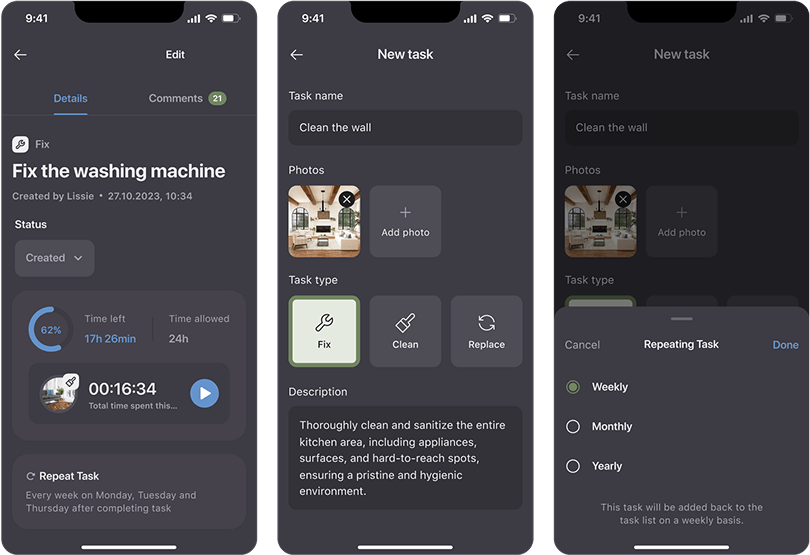 9:41
Edit
Details
Comments 21
Fix
Fix the washing machine
Created by Lissie • 27.10.2023, 10:34
Status
Created
62%
Time left
17h 26min
Time allowed
24h
00:16:34
Total time spent this...
Repeat Task
Every week on Monday, Tuesday and
Thursday after completing task
9:41
New task
Task name
Clean the wall
Photos
Add photo
Task type
Fix
Clean
Replace
Description
Thoroughly clean and sanitize the entire
kitchen area, including appliances,
surfaces, and hard-to-reach spots,
ensuring a pristine and hygienic
environment.
9:41
New task
Task name
Clean the wall
Photos
Add photo
Task type
Cancel
Repeating Task
Done
Weekly
Monthly
Yearly
This task will be added back to the
task list on a weekly basis.